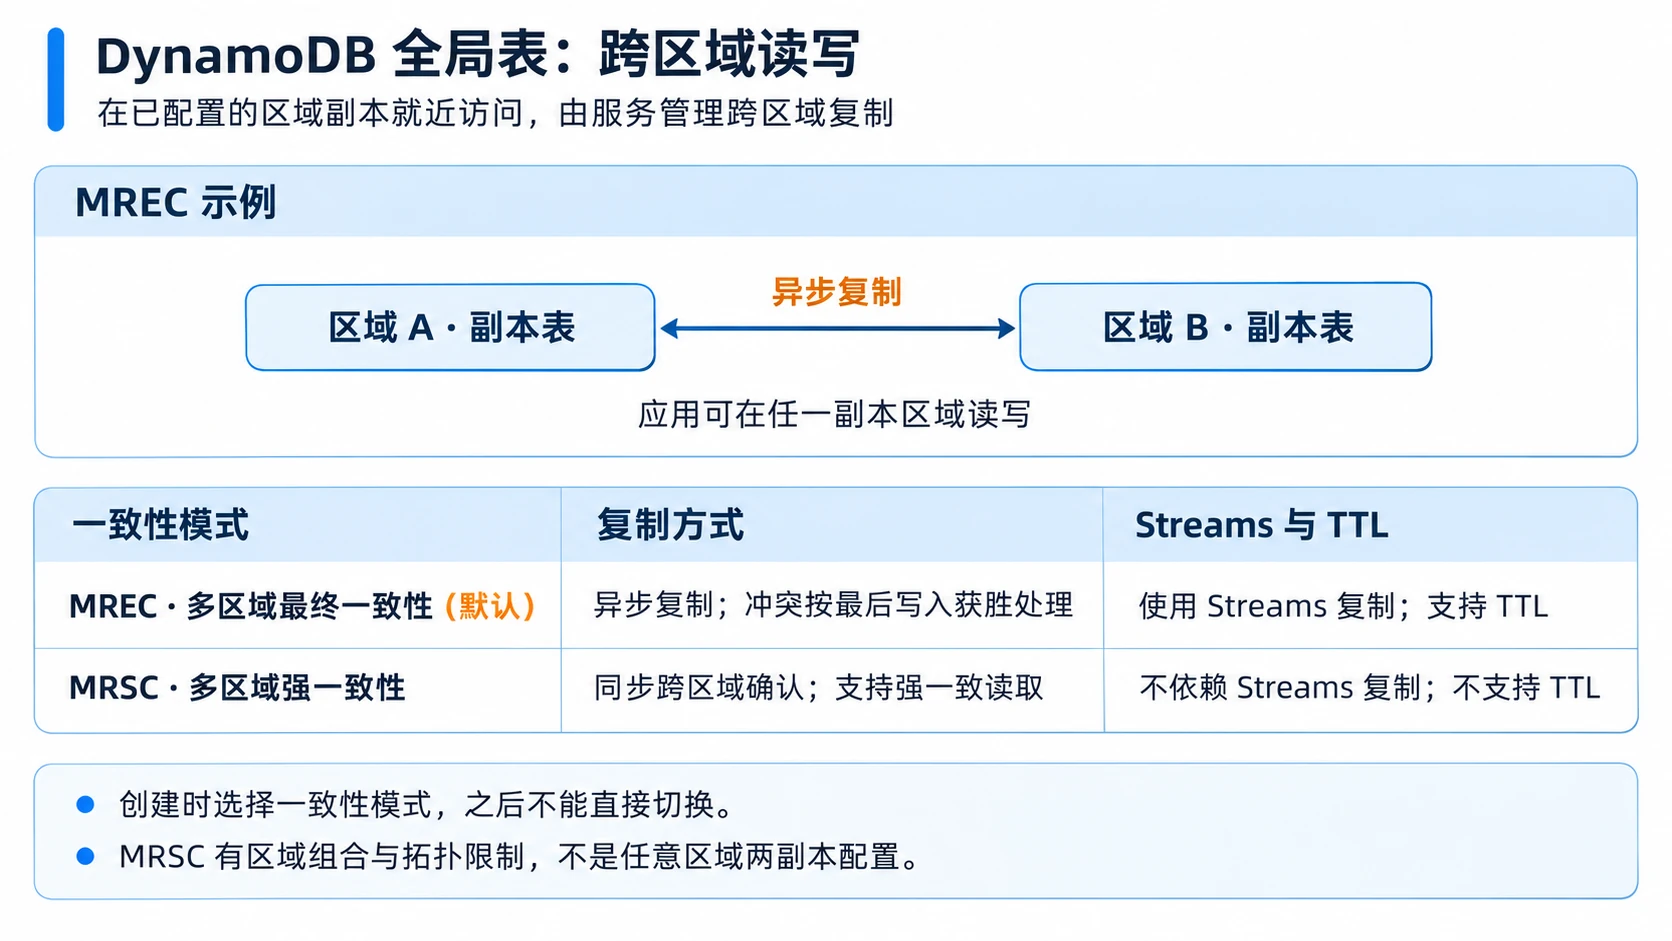 DynamoDB 全局表：跨区域读写
在已配置的区域副本就近访问，由服务管理跨区域复制
MREC 示例
异步复制
区域 A · 副本表
区域 B · 副本表
应用可在任一副本区域读写
一致性模式
复制方式
Streams 与 TTL
MREC · 多区域最终一致性（默认）
异步复制；冲突按最后写入获胜处理
使用 Streams 复制；支持 TTL
MRSC · 多区域强一致性
同步跨区域确认；支持强一致读取
不依赖 Streams 复制；不支持 TTL
● 创建时选择一致性模式，之后不能直接切换。
● MRSC 有区域组合与拓扑限制，不是任意区域两副本配置。